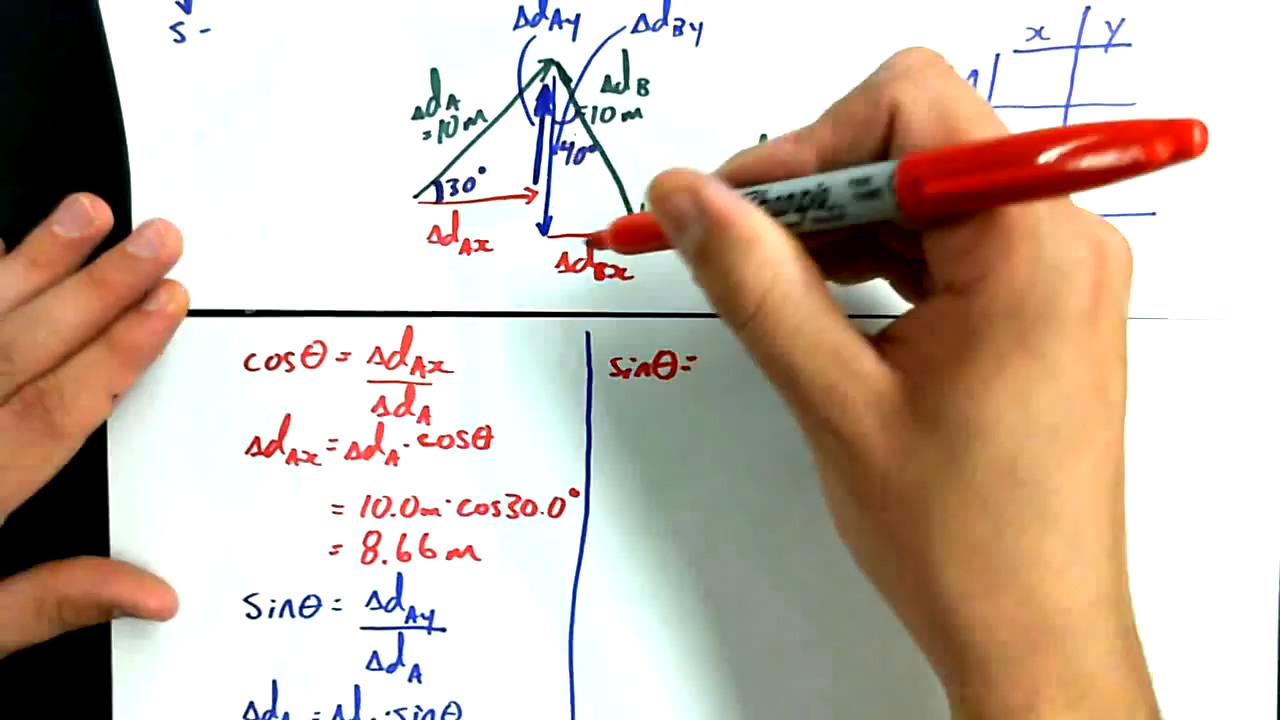 S -
ΔdAy
ΔdBy
x y
ΔdA
=10m
ΔdB
=10m
40°
30°
ΔdAx
ΔdBx
cosθ = ΔdAx / ΔdA
ΔdAx = ΔdA · cosθ
= 10.0m · cos30.0°
= 8.66m
sinθ = ΔdAy / ΔdA
sinθ =